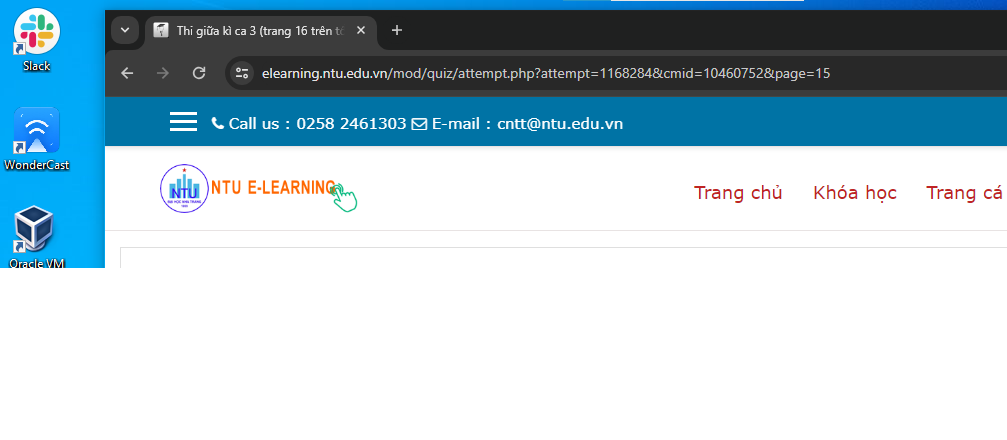 Slack
WonderCast
Oracle VM
Thi giữa kì ca 3 (trang 16 trên
elearning.ntu.edu.vn/mod/quiz/attempt.php?attempt=1168284&cmid=10460752&page=15
Call us : 0258 2461303 E-mail : cntt@ntu.edu.vn
NTU
NTU E-LEARNING
Trang chủ Khóa học Trang cá